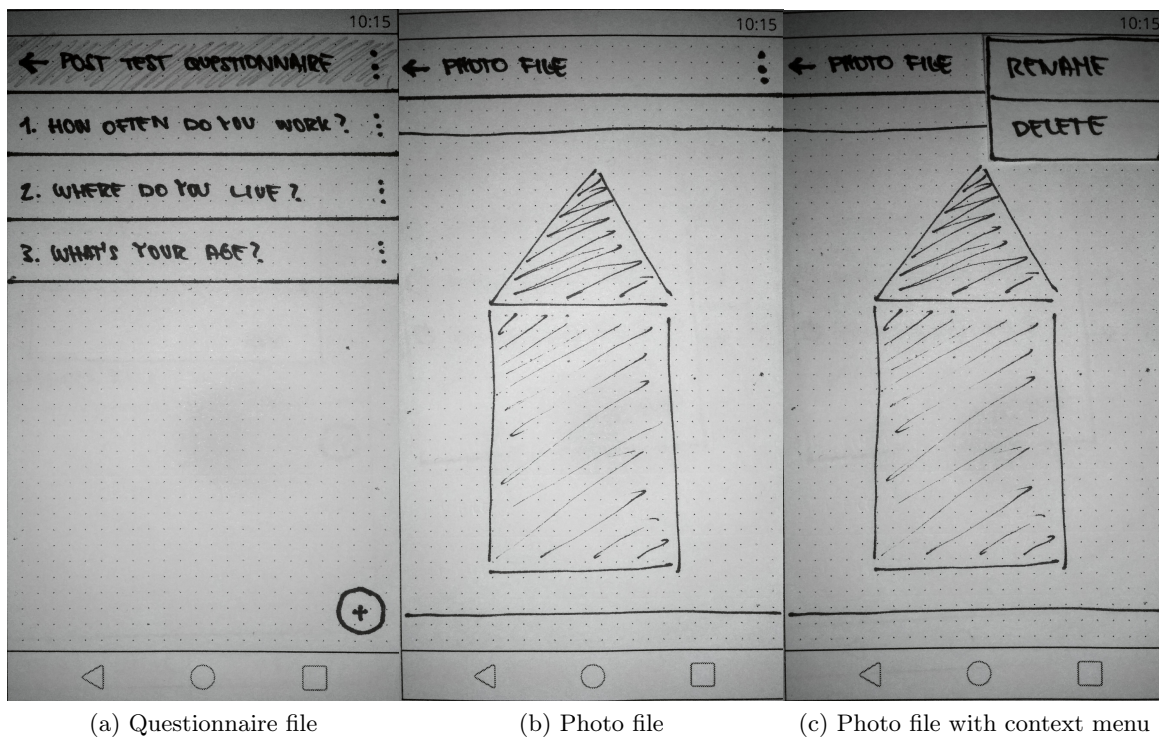 10:15
← POST TEST QUESTIONNAIRE
1. HOW OFTEN DO YOU WORK?
2. WHERE DO YOU LIVE?
3. WHAT'S YOUR AGE?
+
(a) Questionnaire file
10:15
← PHOTO FILE
(b) Photo file
10:15
← PHOTO FILE
RENAME
DELETE
(c) Photo file with context menu